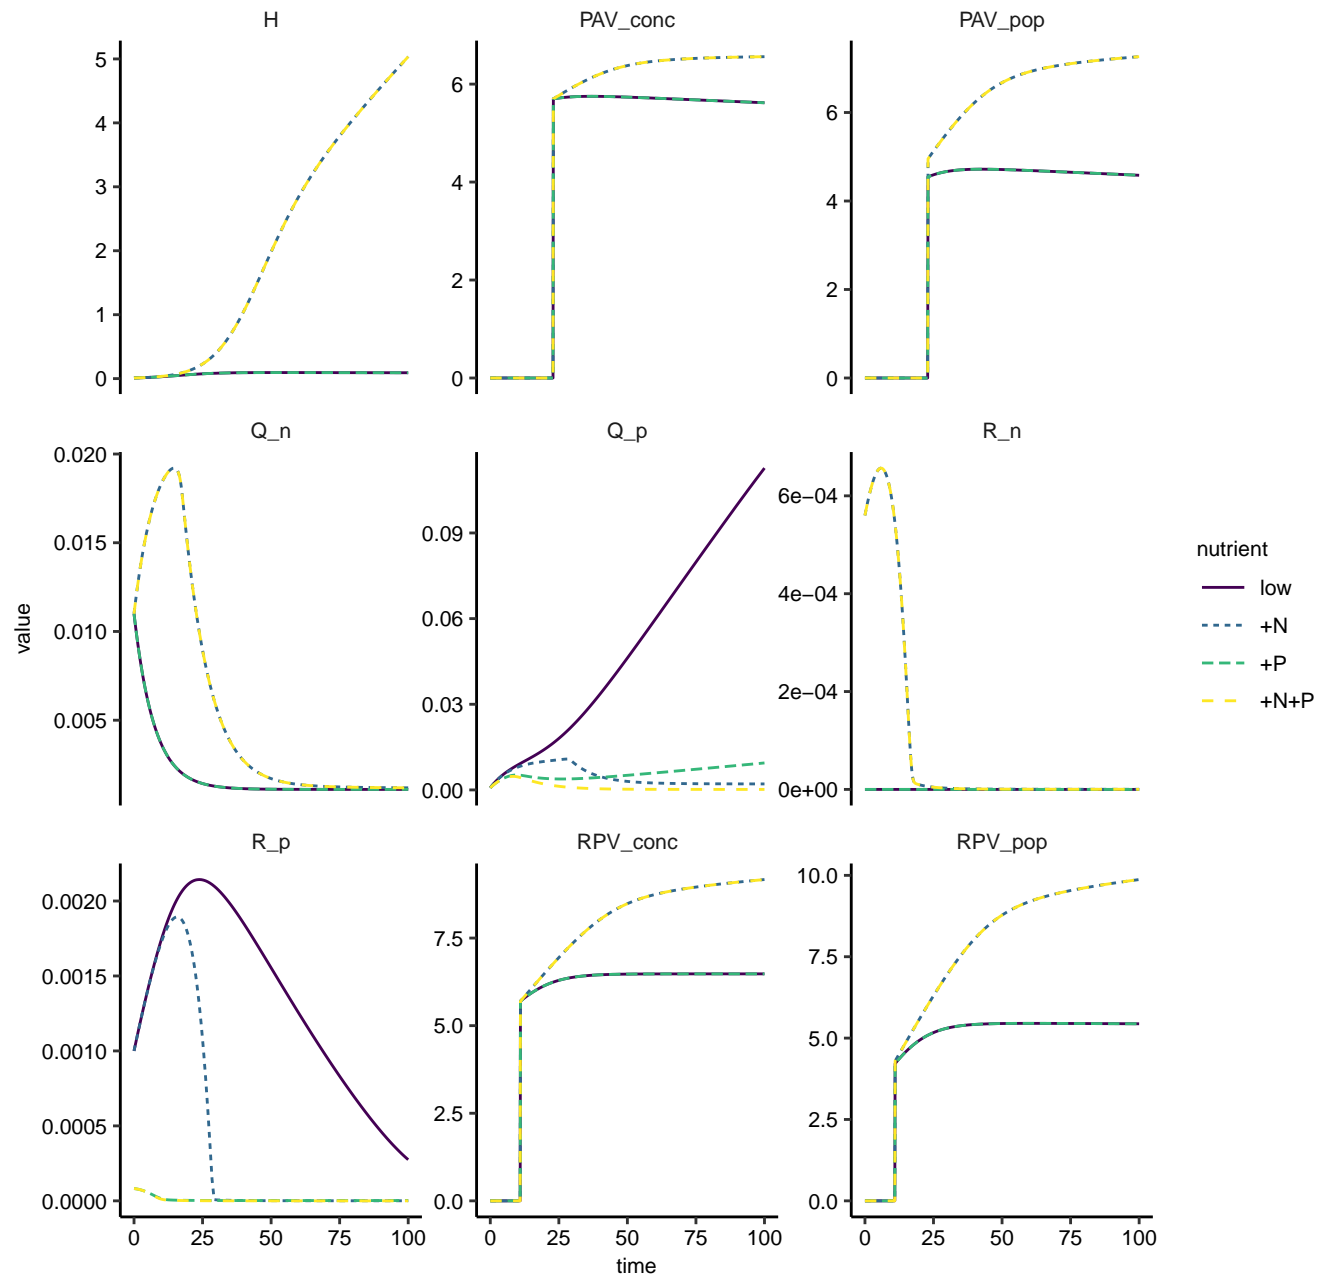 H
PAV_conc
PAV_pop
5
4
3
2
1
0
6
4
2
0
6
4
2
0
Q_n
Q_p
R_n
0.020
0.015
0.010
0.005
0.09
0.06
0.03
0.00
6e−04
4e−04
2e−04
0e+00
R_p
RPV_conc
RPV_pop
0.0020
0.0015
0.0010
0.0005
0.0000
7.5
5.0
2.5
0.0
10.0
7.5
5.0
2.5
0.0
0 25 50 75 100
0 25 50 75 100
0 25 50 75 100
time
value
nutrient
low
+N
+P
+N+P